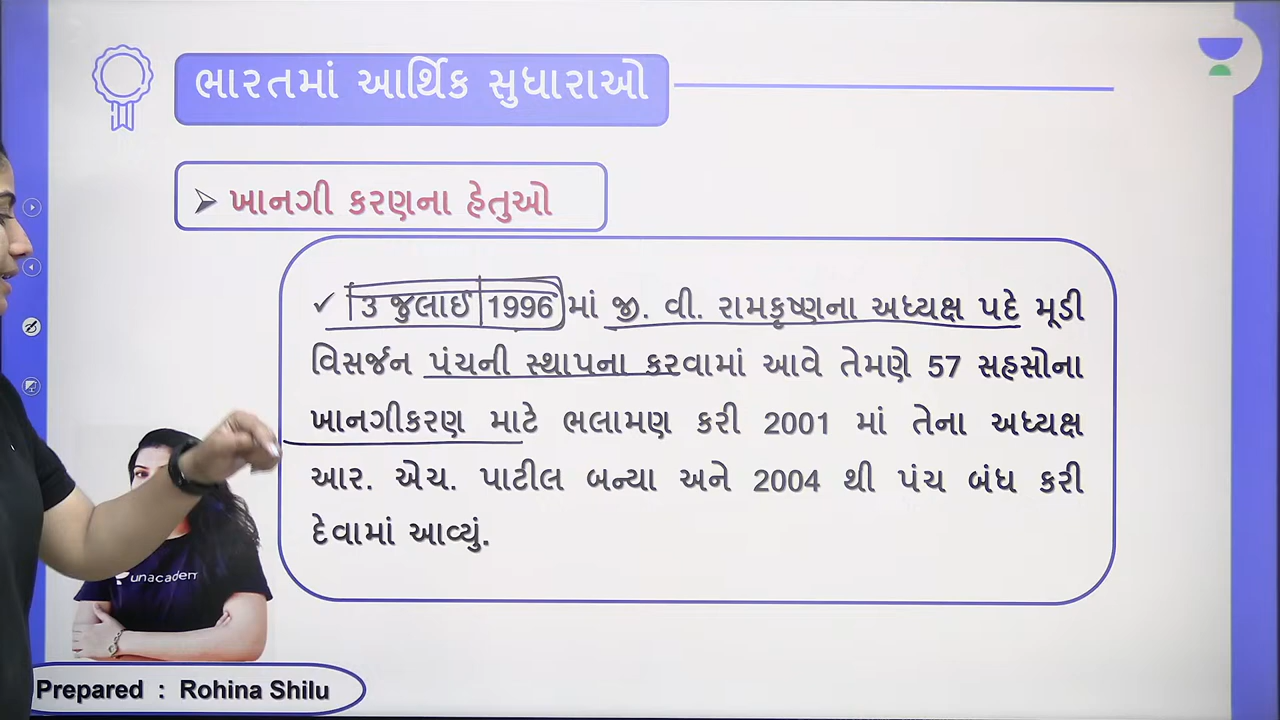 ભારતમાં આર્થિક સુધારાઓ
ખાનગી કરણના હેતુઓ
3 જુલાઈ 1996 માં જી. વી. રામકૃષ્ણના અધ્યક્ષ પદે મૂડી
વિસર્જન પંચની સ્થાપના કરવામાં આવે તેમણે 57 સહસોના
ખાનગીકરણ માટે ભલામણ કરી 2001 માં તેના અધ્યક્ષ
આર. એચ. પાટીલ બન્યા અને 2004 થી પંચ બંધ કરી
દેવામાં આવ્યું.
unacadem
Prepared : Rohina Shilu